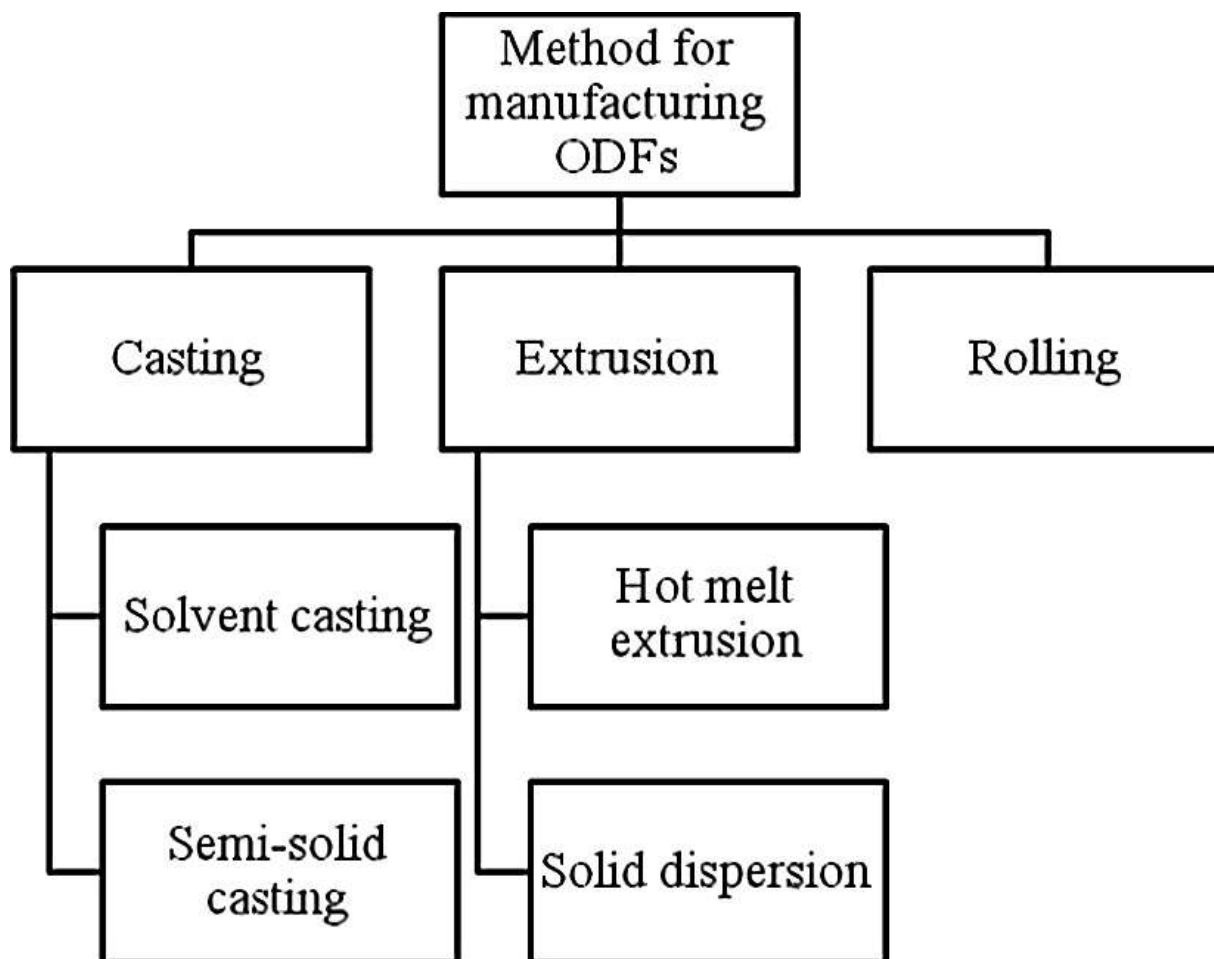 Method for
manufacturing
ODFs
Casting
Extrusion
Rolling
Solvent casting
Hot melt
extrusion
Semi-solid
casting
Solid dispersion